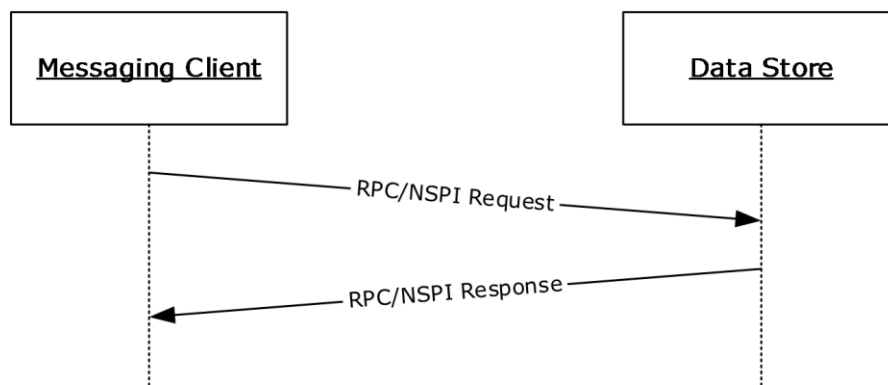 Messaging Client
Data Store
RPC/NSPI Request
RPC/NSPI Response